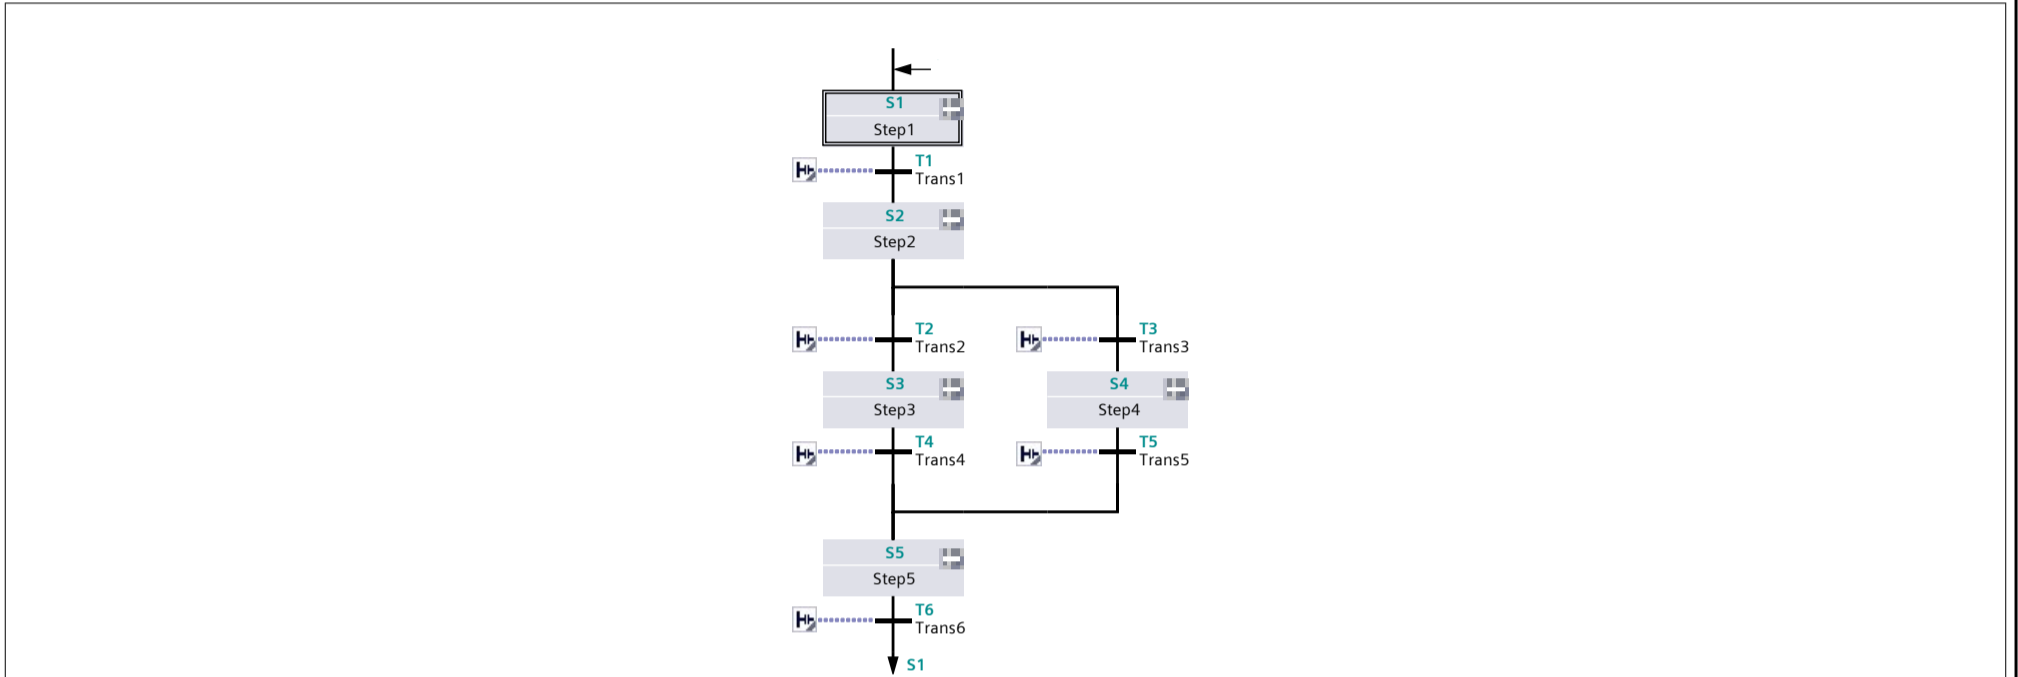 S1
Step1
T1
Trans1
S2
Step2
T2
Trans2
T3
Trans3
S3
Step3
S4
Step4
T4
Trans4
T5
Trans5
S5
Step5
T6
Trans6
S1